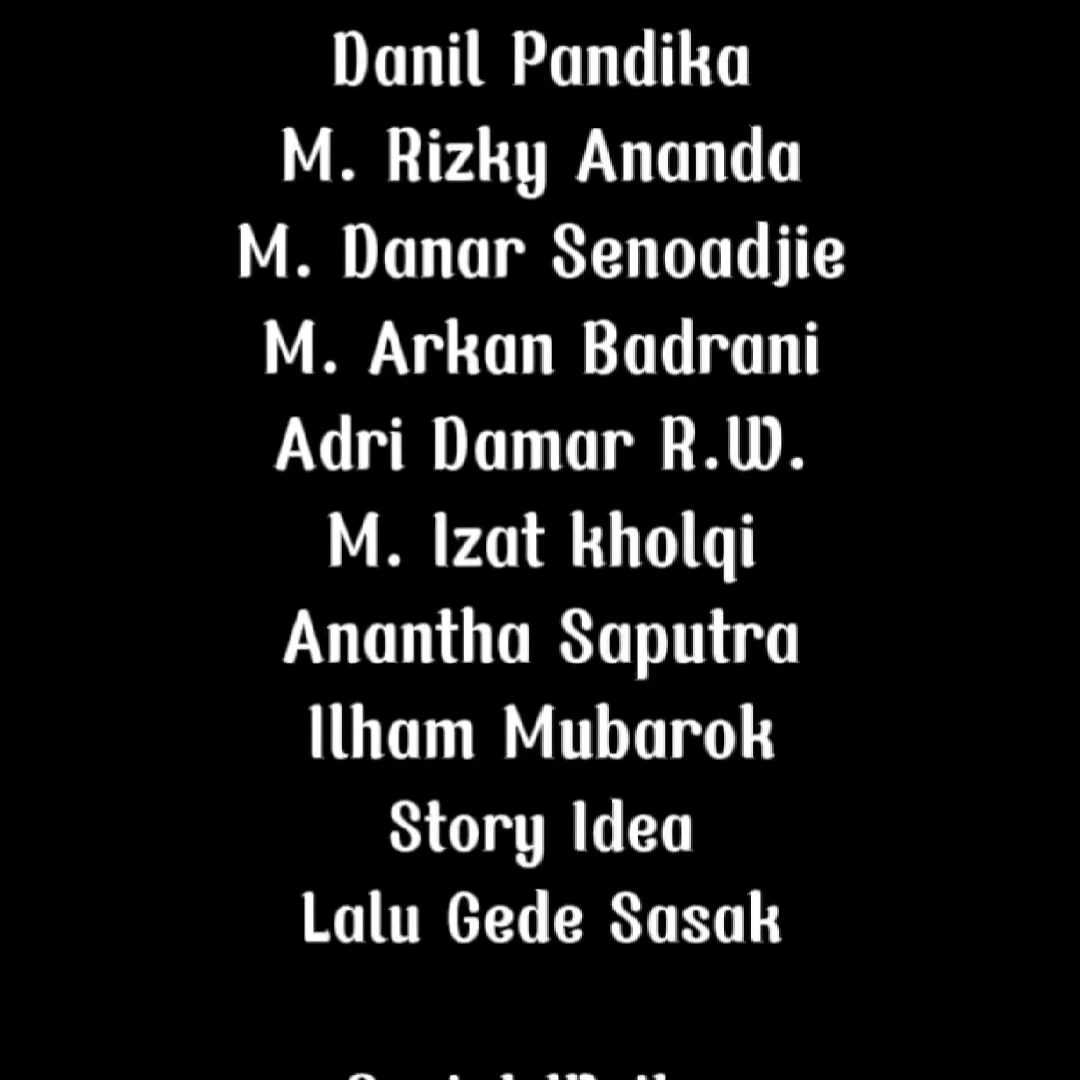 Danil Pandika
M. Rizky Ananda
M. Danar Senoadjie
M. Arkan Badrani
Adri Damar R.W.
M. Izat kholqi
Anantha Saputra
Ilham Mubarok
Story Idea
Lalu Gede Sasak